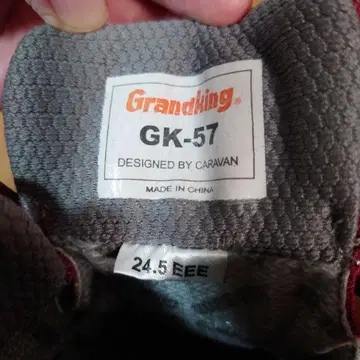 Grandking®
GK-57
DESIGNED BY CARAVAN
MADE IN CHINA
24.5 EEE